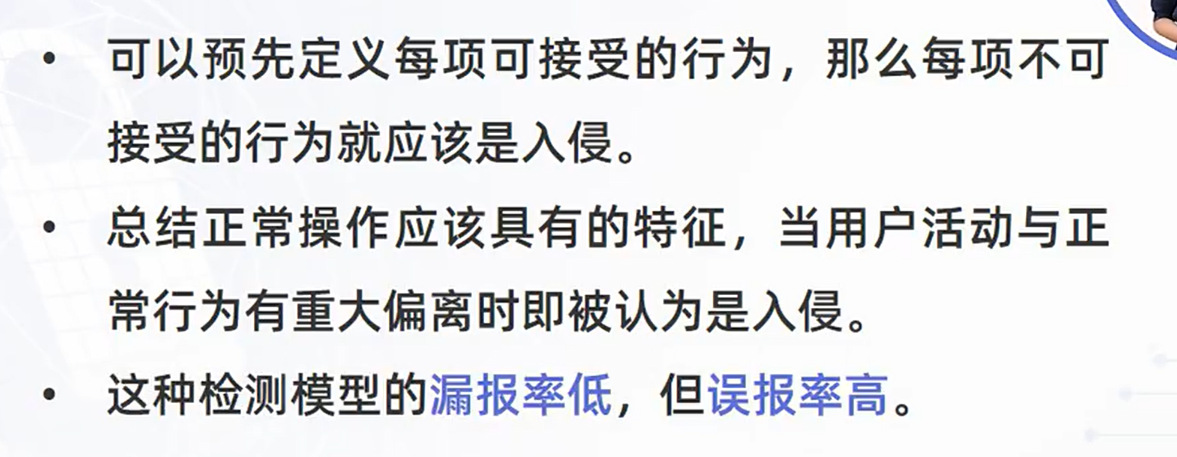 • 可以预先定义每项可接受的行为，那么每项不可
接受的行为就应该是入侵。
• 总结正常操作应该具有的特征，当用户活动与正
常行为有重大偏离时即被认为是入侵。
• 这种检测模型的漏报率低，但误报率高。